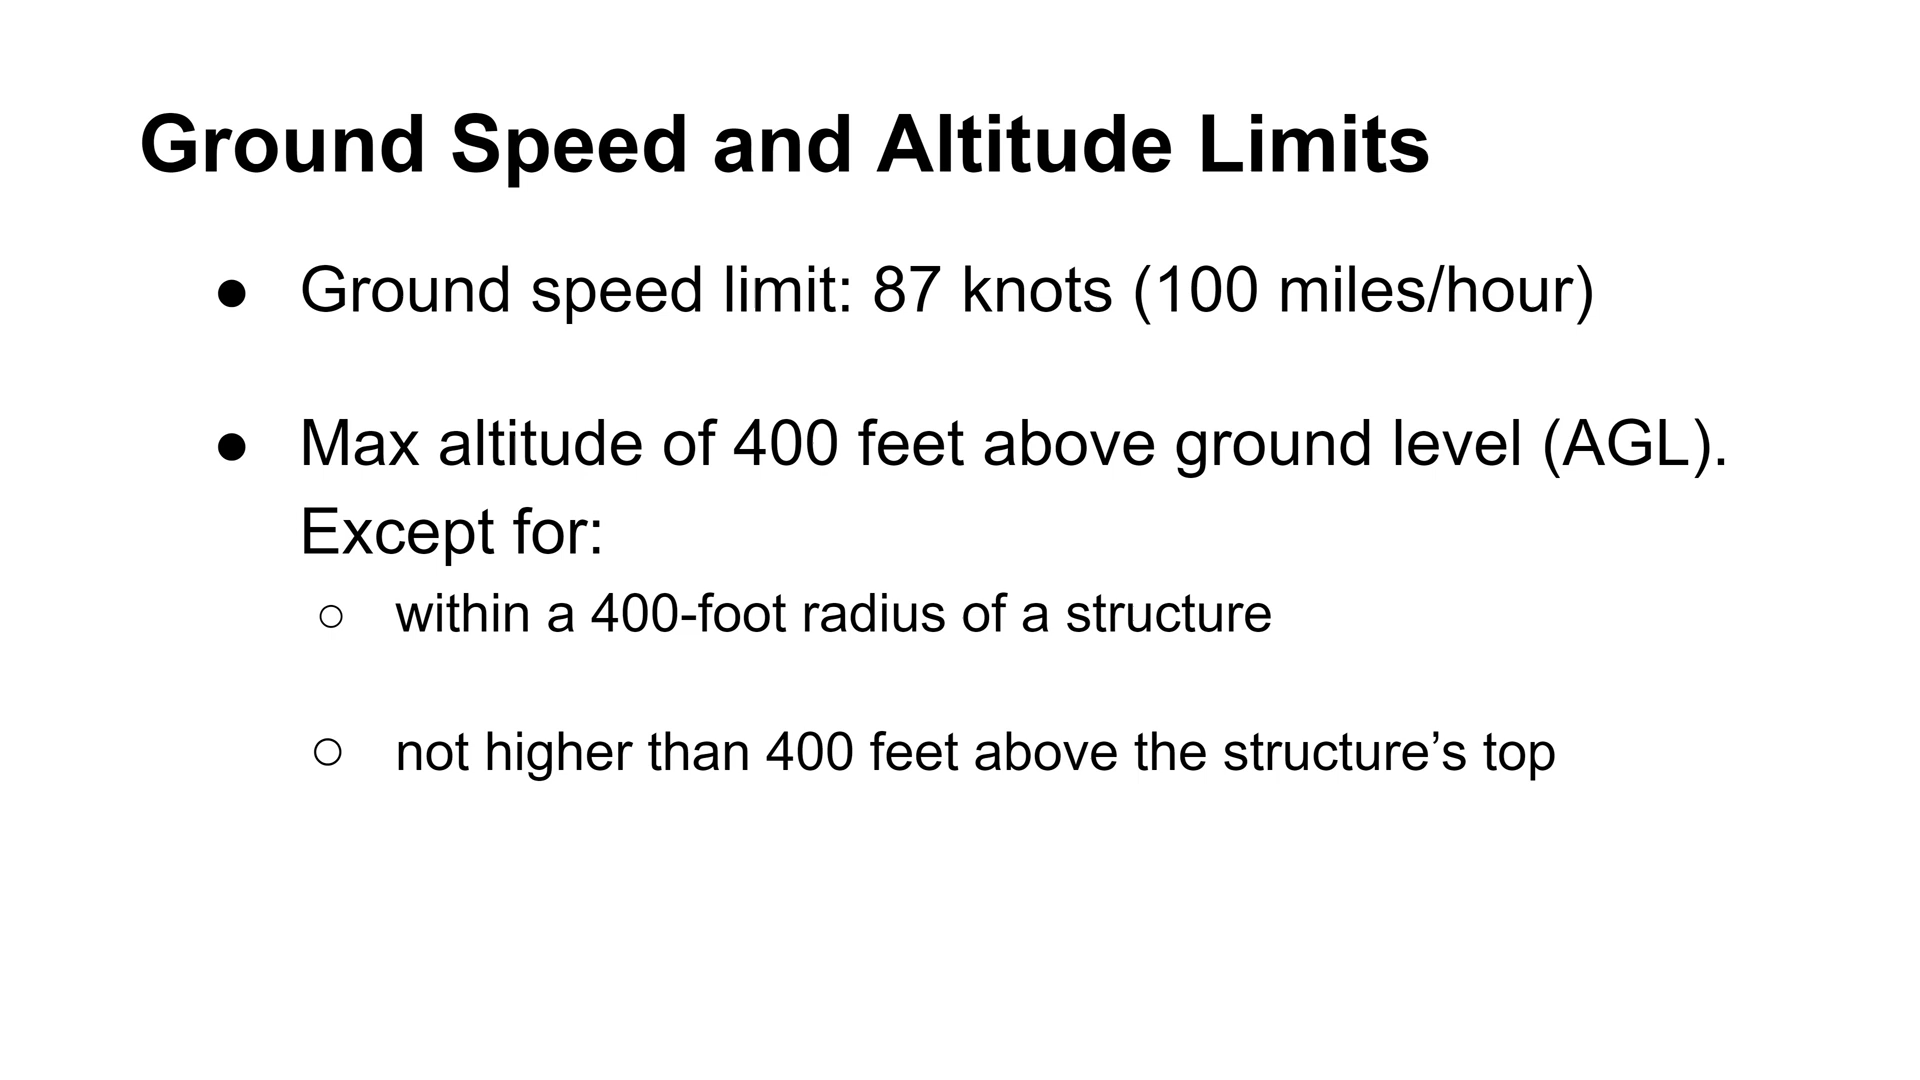 Ground Speed and Altitude Limits
● Ground speed limit: 87 knots (100 miles/hour)
● Max altitude of 400 feet above ground level (AGL).
Except for:
○ within a 400-foot radius of a structure
○ not higher than 400 feet above the structure’s top